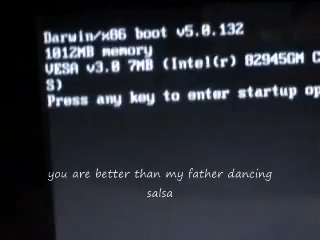 Darwin/x86 boot v5.0.132
1012MB memory
VESA v3.0 7MB (Intel(r) 82945GM C
S)
Press any key to enter startup op
you are better than my father dancing
salsa